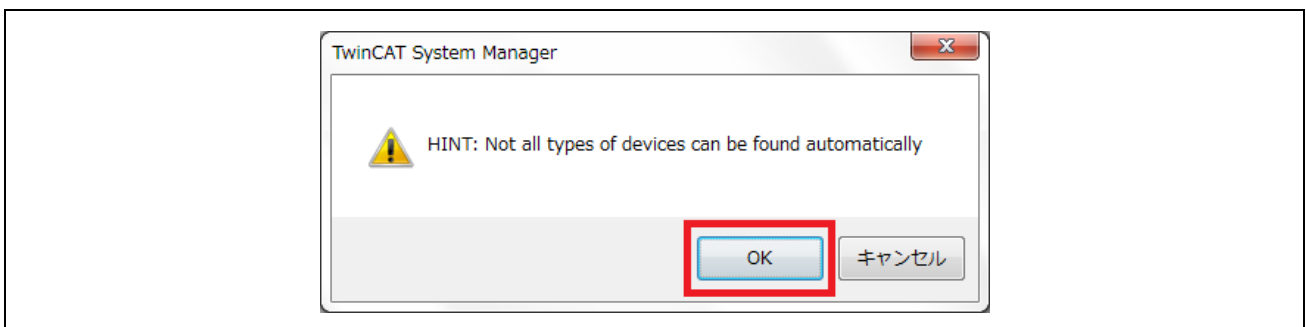 TwinCAT System Manager
HINT: Not all types of devices can be found automatically
OK
キャンセル